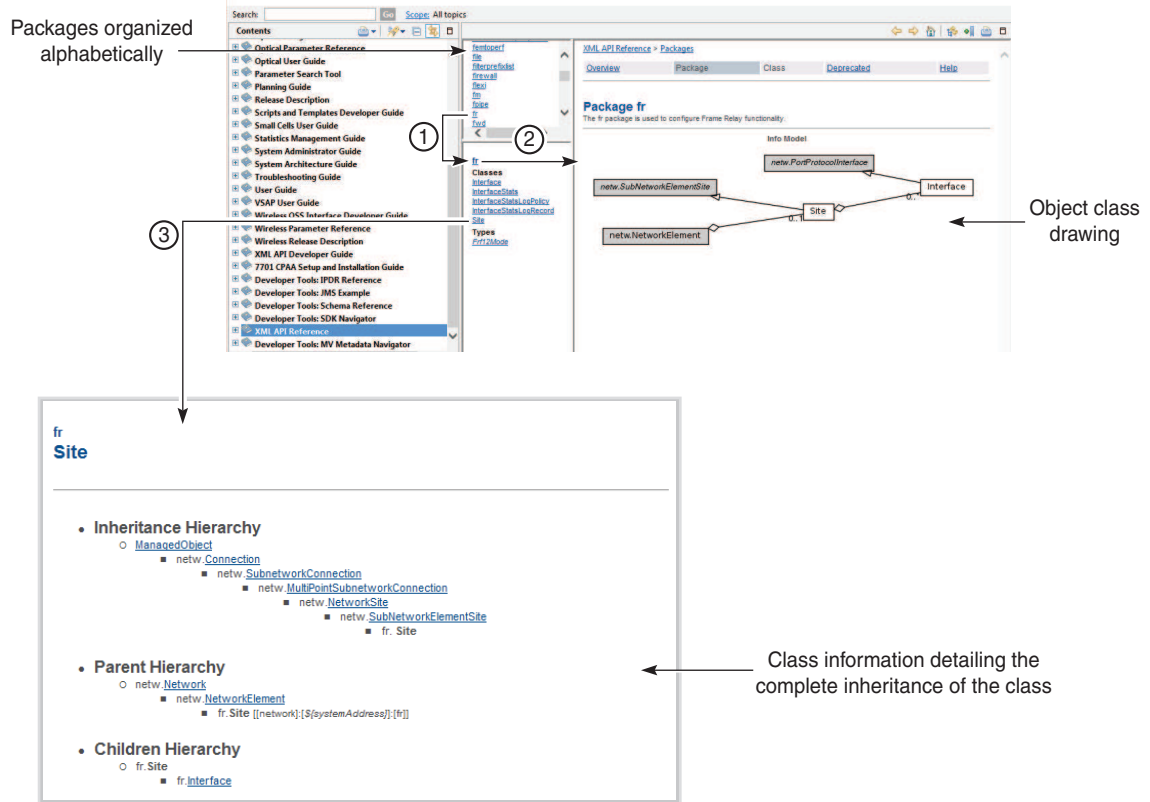 Search:
Go
Scope: All topics
Packages organized
alphabetically
Contents
Optical Parameter Reference
Optical User Guide
Parameter Search Tool
Planning Guide
Release Description
Scripts and Templates Developer Guide
Small Cells User Guide
Statistics Management Guide
System Administrator Guide
System Architecture Guide
Troubleshooting Guide
User Guide
VSAP User Guide
Wireless OSS Interface Developer Guide
Wireless Parameter Reference
Wireless Release Description
XML API Developer Guide
7701 CPAA Setup and Installation Guide
Developer Tools: IPDR Reference
Developer Tools: JMS Example
Developer Tools: Schema Reference
Developer Tools: SDK Navigator
XML API Reference
Developer Tools: MV Metadata Navigator
femtoperf
file
filterprefixlist
firewall
flexi
fm
fpipe
fr
fwd
1
2
3
fr
Classes
Interface
InterfaceStats
InterfaceStatsLogPolicy
InterfaceStatsLogRecord
Site
Types
Frf12Mode
XML API Reference > Packages
Overview Package Class Deprecated Help
Package fr
The fr package is used to configure Frame Relay functionality.
Info Model
netw.PortProtocolInterface
netw.SubNetworkElementSite
Interface
0..*
Site
0..1
netw.NetworkElement
Object class
drawing
fr
Site
• Inheritance Hierarchy
ManagedObject
netw.Connection
netw.SubnetworkConnection
netw.MultiPointSubnetworkConnection
netw.NetworkSite
netw.SubNetworkElementSite
fr. Site
• Parent Hierarchy
netw.Network
netw.NetworkElement
fr.Site [[network]:[${systemAddress}]:[fr]]
• Children Hierarchy
fr.Site
fr.Interface
Class information detailing the
complete inheritance of the class